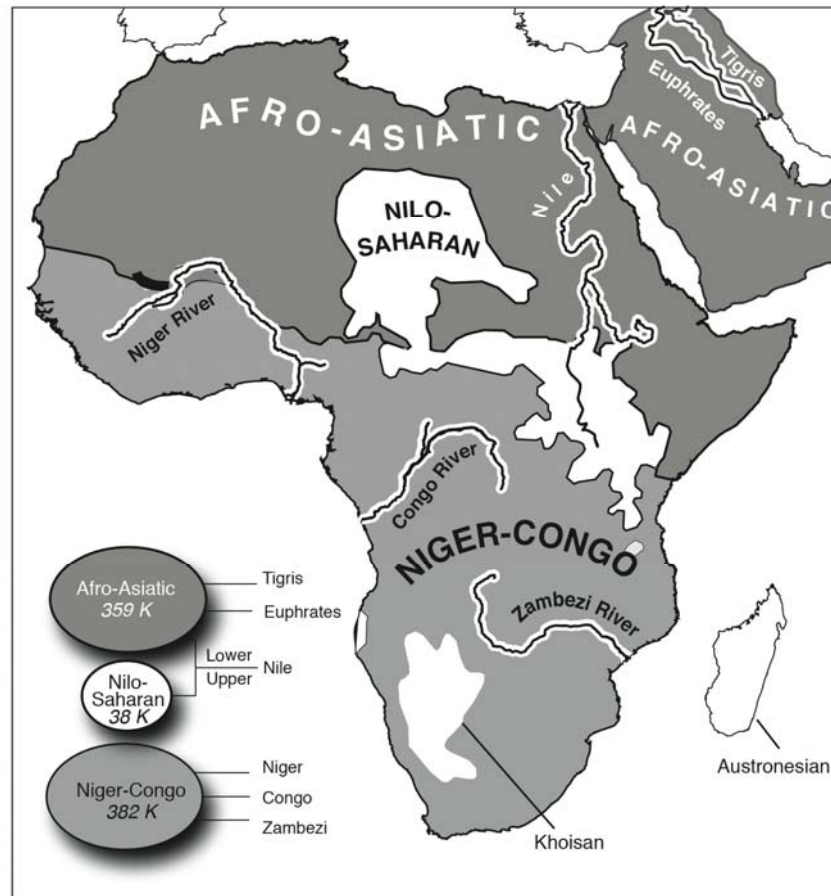 AFRO-ASIATIC
Tigris
Euphrates
AFRO-ASIATIC
Nile
NILO-
SAHARAN
Niger River
Congo River
NIGER-CONGO
Zambezi River
Afro-Asiatic
359 K
Tigris
Euphrates
Lower
Upper
Nile
Nilo-
Saharan
38 K
Niger-Congo
382 K
Niger
Congo
Zambezi
Austronesian
Khoisan